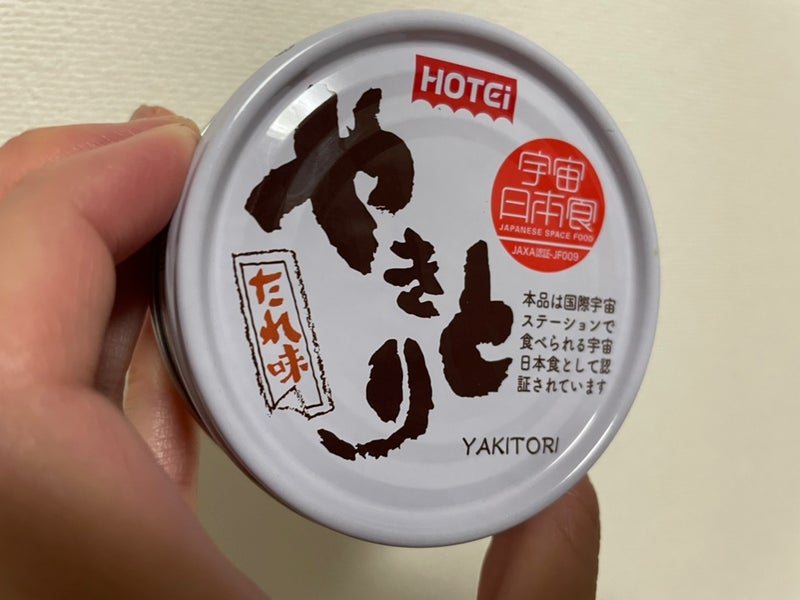 HOTEi
やきとり
たれ味
宇宙
日本食
JAPANESE SPACE FOOD
JAXA認証-JF009
本品は国際宇宙
ステーションで
食べられる宇宙
日本食として認
証されています
YAKITORI